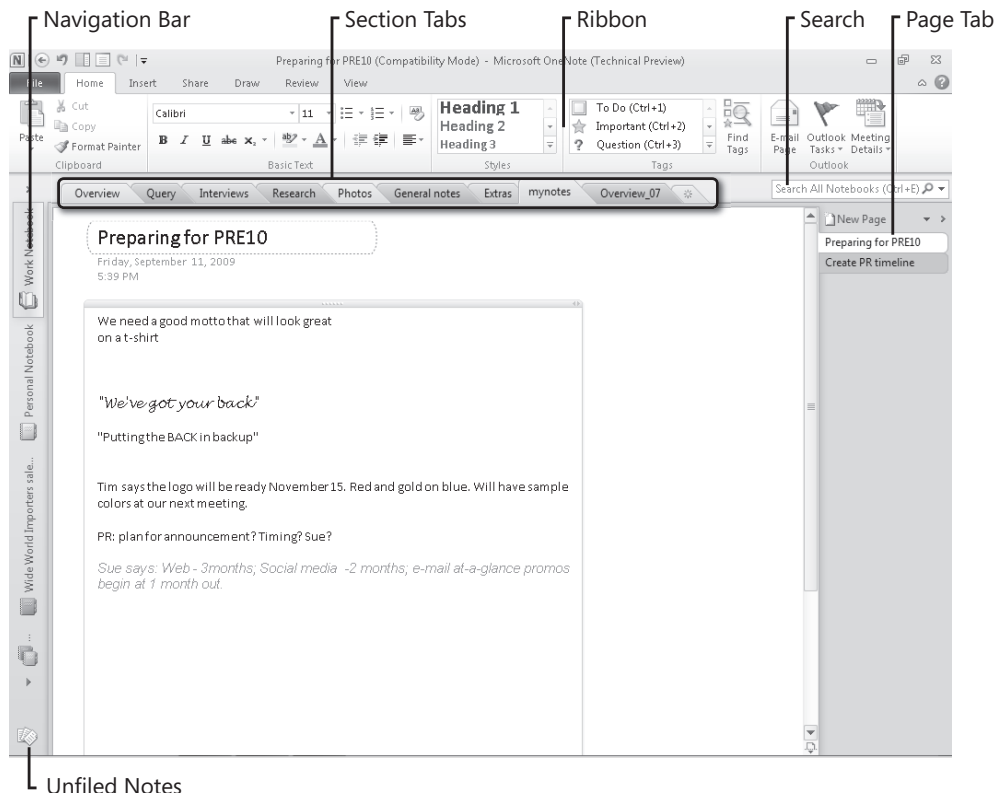 Navigation Bar Section Tabs Ribbon Search Page Tab
Preparing for PRE10 (Compatibility Mode) - Microsoft OneNote (Technical Preview)
File Home Insert Share Draw Review View
Paste
Cut
Copy
Format Painter
Clipboard
Calibri 11
B I U abc X₂ ab A
Basic Text
Heading 1
Heading 2
Heading 3
Styles
To Do (Ctrl+1)
Important (Ctrl+2)
? Question (Ctrl+3)
Find Tags
Tags
E-mail Page
Outlook Tasks
Meeting Details
Outlook
Overview Query Interviews Research Photos General notes Extras mynotes Overview_07
Search All Notebooks (Ctrl+E)
Work Notebook
Personal Notebook
Wide World Importers sale...
...
New Page
Preparing for PRE10
Create PR timeline
Preparing for PRE10
Friday, September 11, 2009
5:39 PM
We need a good motto that will look great
on a t-shirt
"We've got your back"
"Putting the BACK in backup"
Tim says the logo will be ready November 15. Red and gold on blue. Will have sample
colors at our next meeting.
PR: plan for announcement? Timing? Sue?
Sue says: Web - 3months; Social media -2 months; e-mail at-a-glance promos
begin at 1 month out.
Unfiled Notes